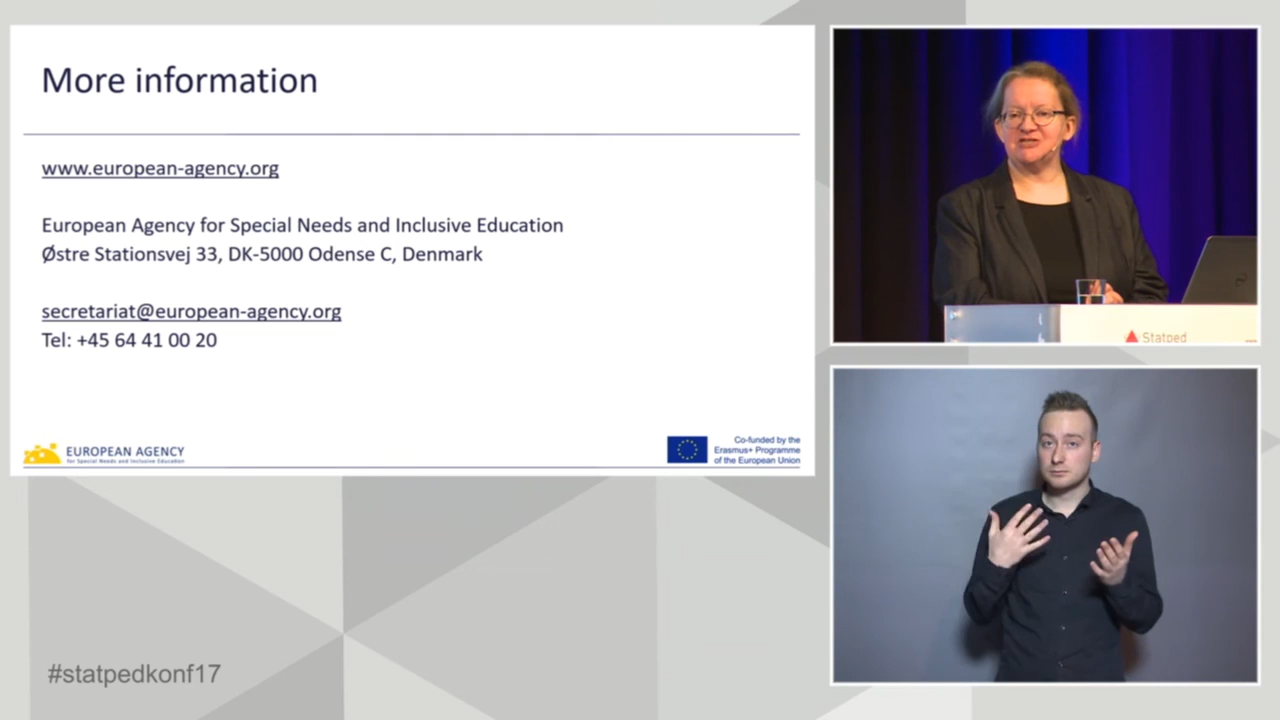 More information
www.european-agency.org
European Agency for Special Needs and Inclusive Education
Østre Stationsvej 33, DK-5000 Odense C, Denmark
secretariat@european-agency.org
Tel: +45 64 41 00 20
EUROPEAN AGENCY
for Special Needs and Inclusive Education
Co-funded by the
Erasmus+ Programme
of the European Union
Statped
#statpedkonf17